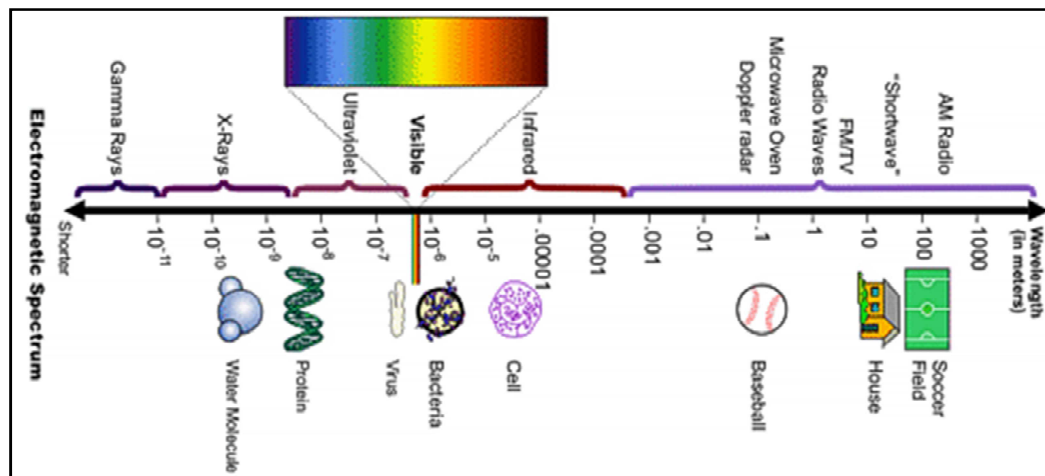 Electromagnetic Spectrum
Gamma Rays
X-Rays
Ultraviolet
Visible
Infrared
Microwave Oven
Doppler radar
Radio Waves
FM/TV
"Shortwave"
AM Radio
Shorter
10⁻¹¹
10⁻¹⁰
10⁻⁹
10⁻⁸
10⁻⁷
10⁻⁶
10⁻⁵
.00001
.0001
.001
.01
.1
1
10
100
1000
Wavelength
(in meters)
Water Molecule
Protein
Virus
Bacteria
Cell
Baseball
House
Soccer
Field